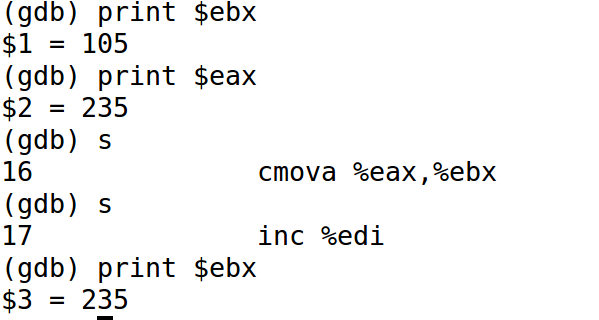 (gdb) print $ebx
$1 = 105
(gdb) print $eax
$2 = 235
(gdb) s
16              cmova %eax,%ebx
(gdb) s
17              inc %edi
(gdb) print $ebx
$3 = 235